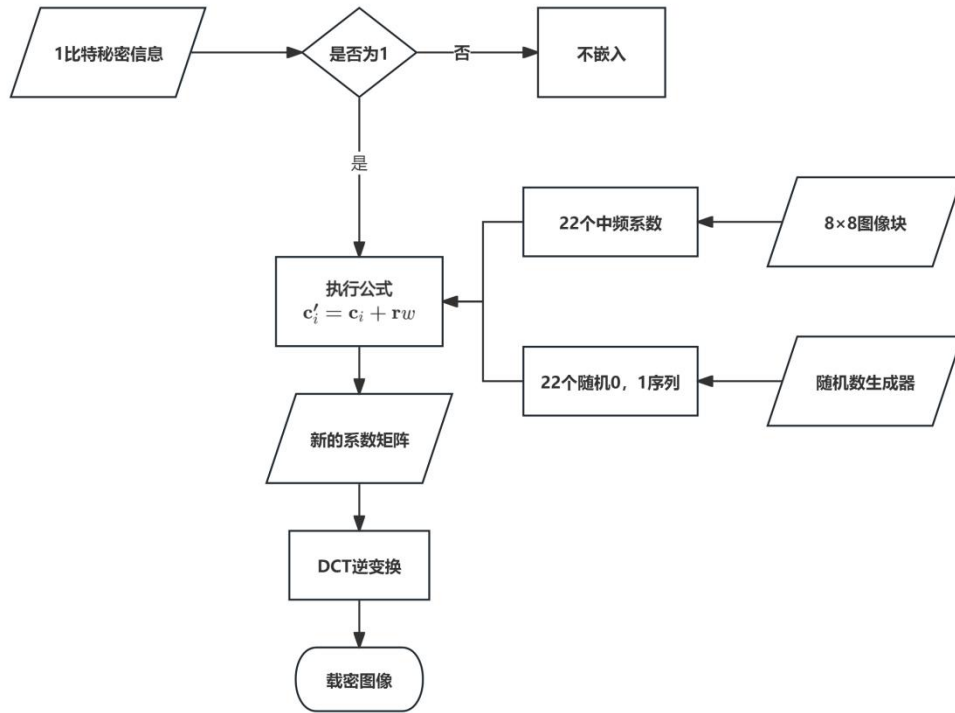 1比特秘密信息
是否为1
否
不嵌入
是
22个中频系数
8×8图像块
执行公式
c′ᵢ = cᵢ + rw
22个随机0，1序列
随机数生成器
新的系数矩阵
DCT逆变换
载密图像